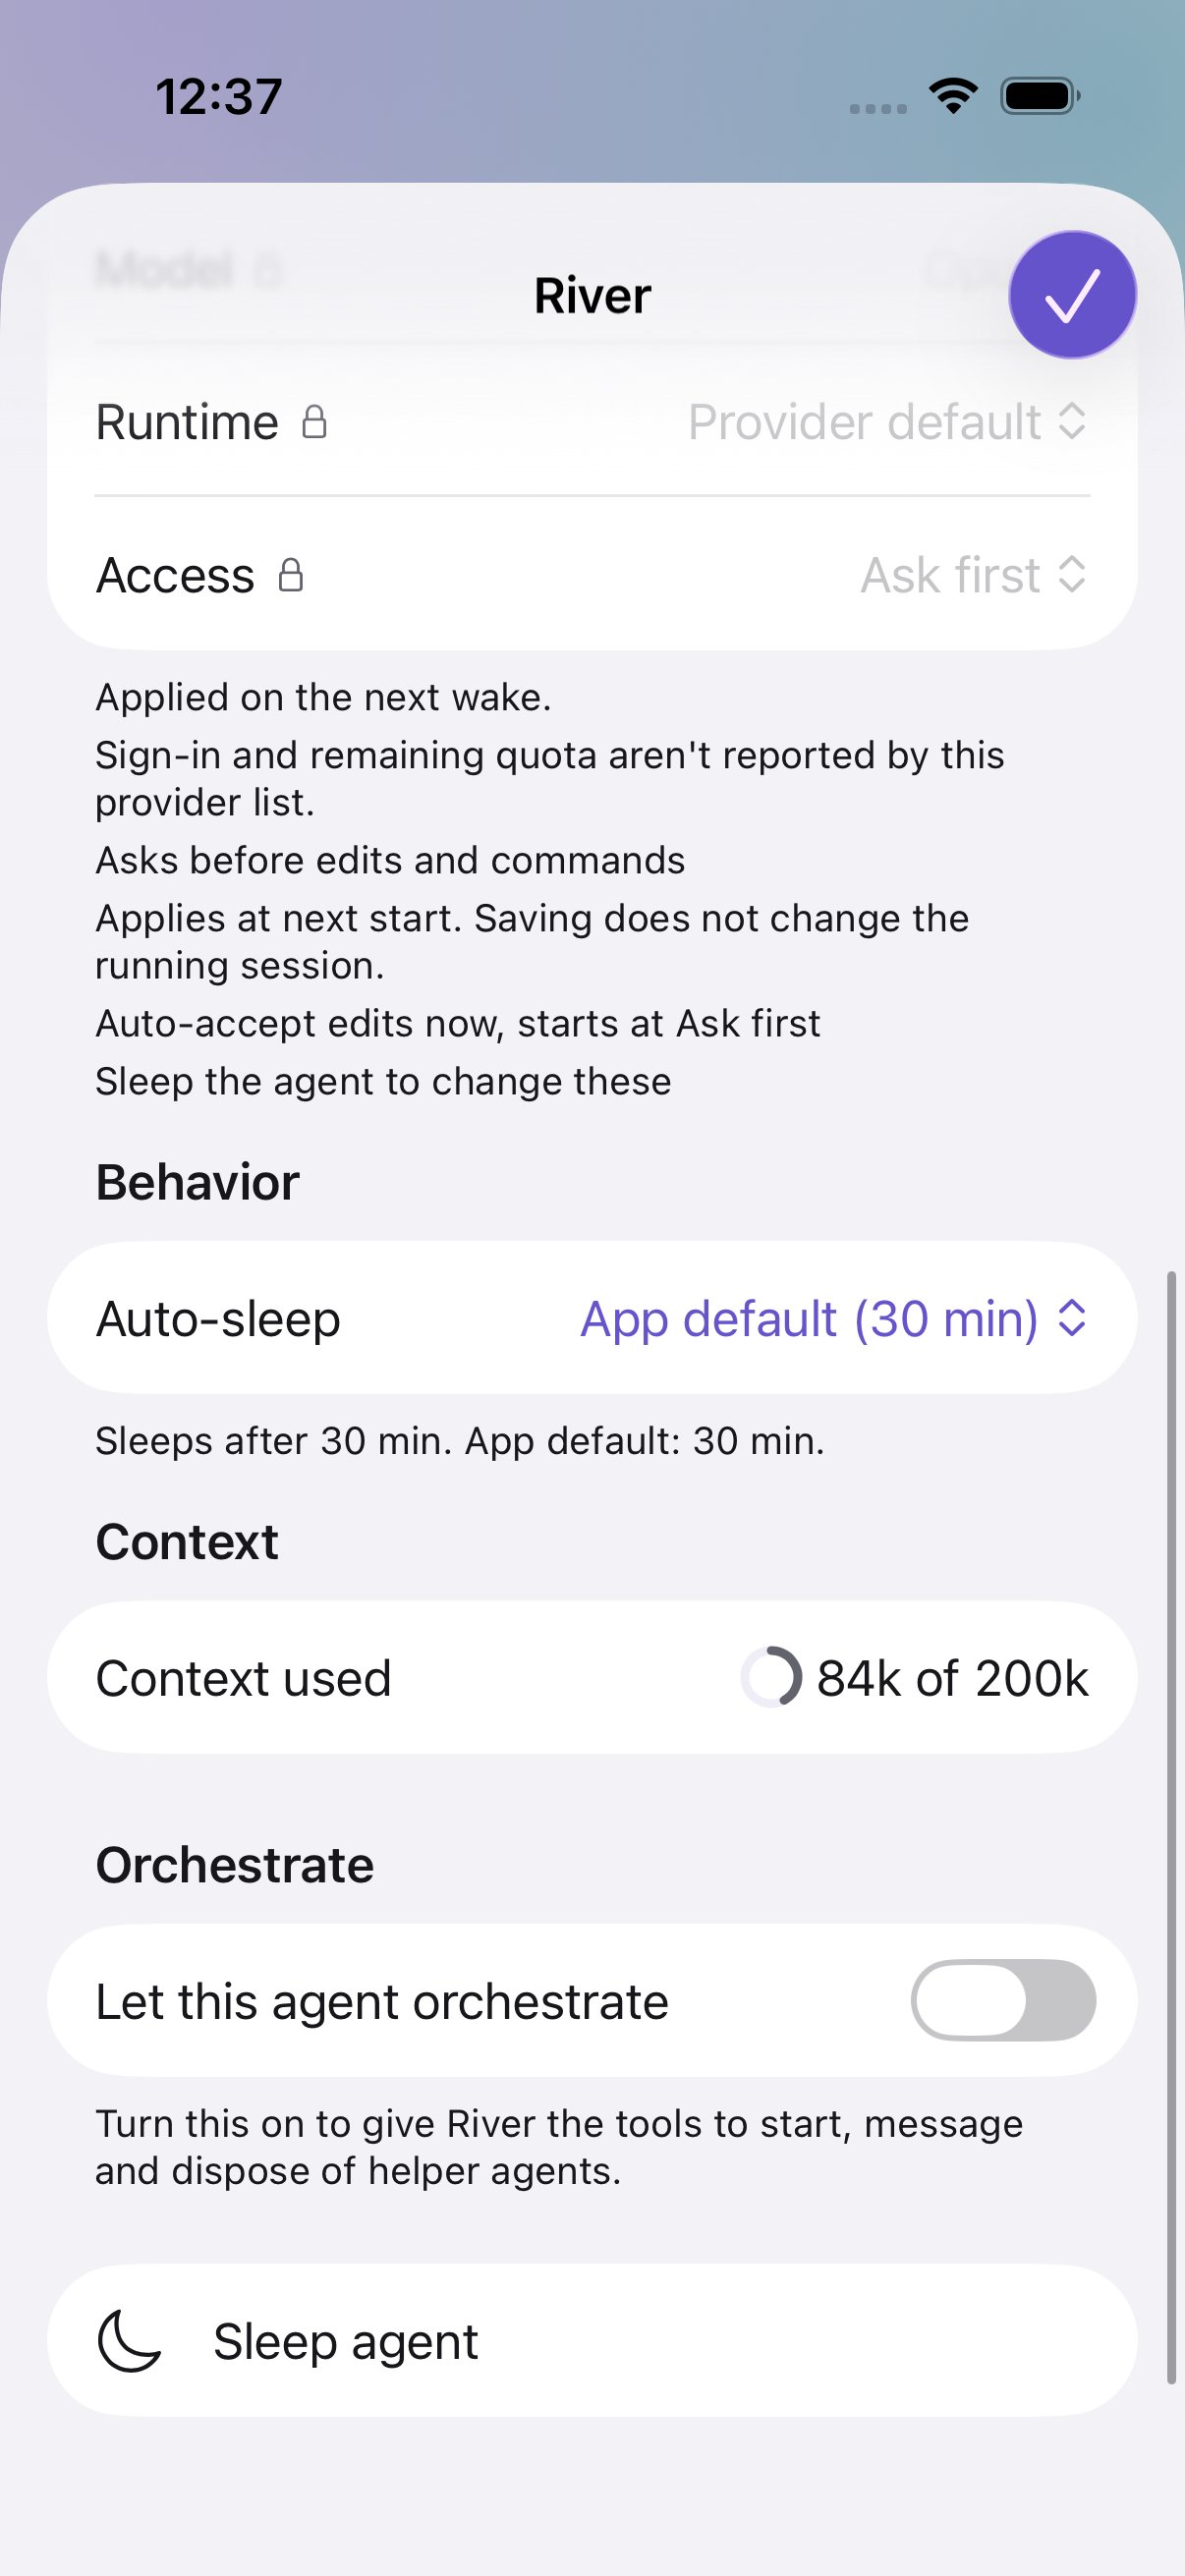 12:37
Model
River
Runtime
Provider default
Access
Ask first
Applied on the next wake.
Sign-in and remaining quota aren't reported by this
provider list.
Asks before edits and commands
Applies at next start. Saving does not change the
running session.
Auto-accept edits now, starts at Ask first
Sleep the agent to change these
Behavior
Auto-sleep
App default (30 min)
Sleeps after 30 min. App default: 30 min.
Context
Context used
84k of 200k
Orchestrate
Let this agent orchestrate
Turn this on to give River the tools to start, message
and dispose of helper agents.
Sleep agent